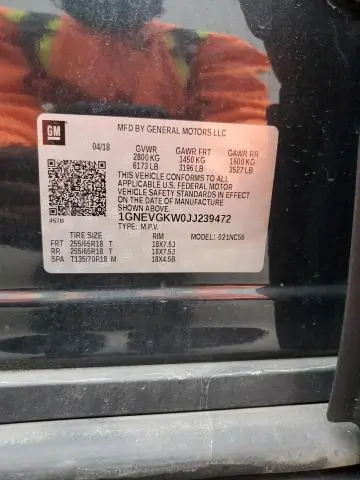 GM
MFD BY GENERAL MOTORS LLC
04/18 GVWR GAWR FRT GAWR RR
2800 KG 1450 KG 1600 KG
6173 LB 3196 LB 3527 LB
THIS VEHICLE CONFORMS TO ALL
APPLICABLE U.S. FEDERAL MOTOR
VEHICLE SAFETY STANDARDS IN EFFECT
ON THE DATE OF MANUFACTURE
SHOWN ABOVE.
457B 1GNEVGKW0JJ239472
TYPE: M.P.V.
TIRE SIZE RIM MODEL: 021NC56
FRT 255/65R18 T 18X7.5J
RR 255/65R18 T 18X7.5J
SPA T135/70R18 M 18X4.5B